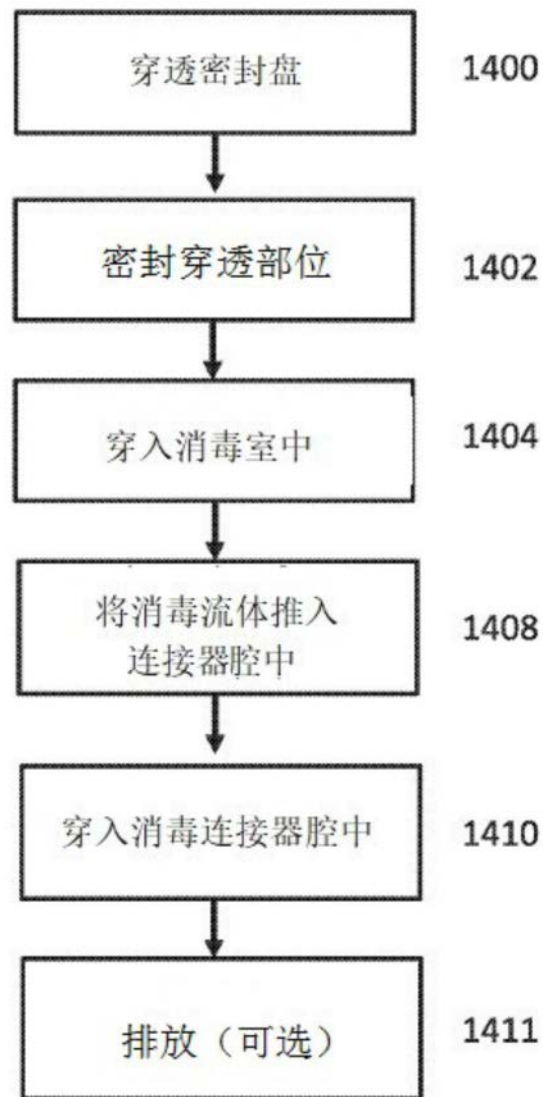 穿透密封盘
1400
密封穿透部位
1402
穿入消毒室中
1404
将消毒流体推入
连接器腔中
1408
穿入消毒连接器腔中
1410
排放（可选）
1411